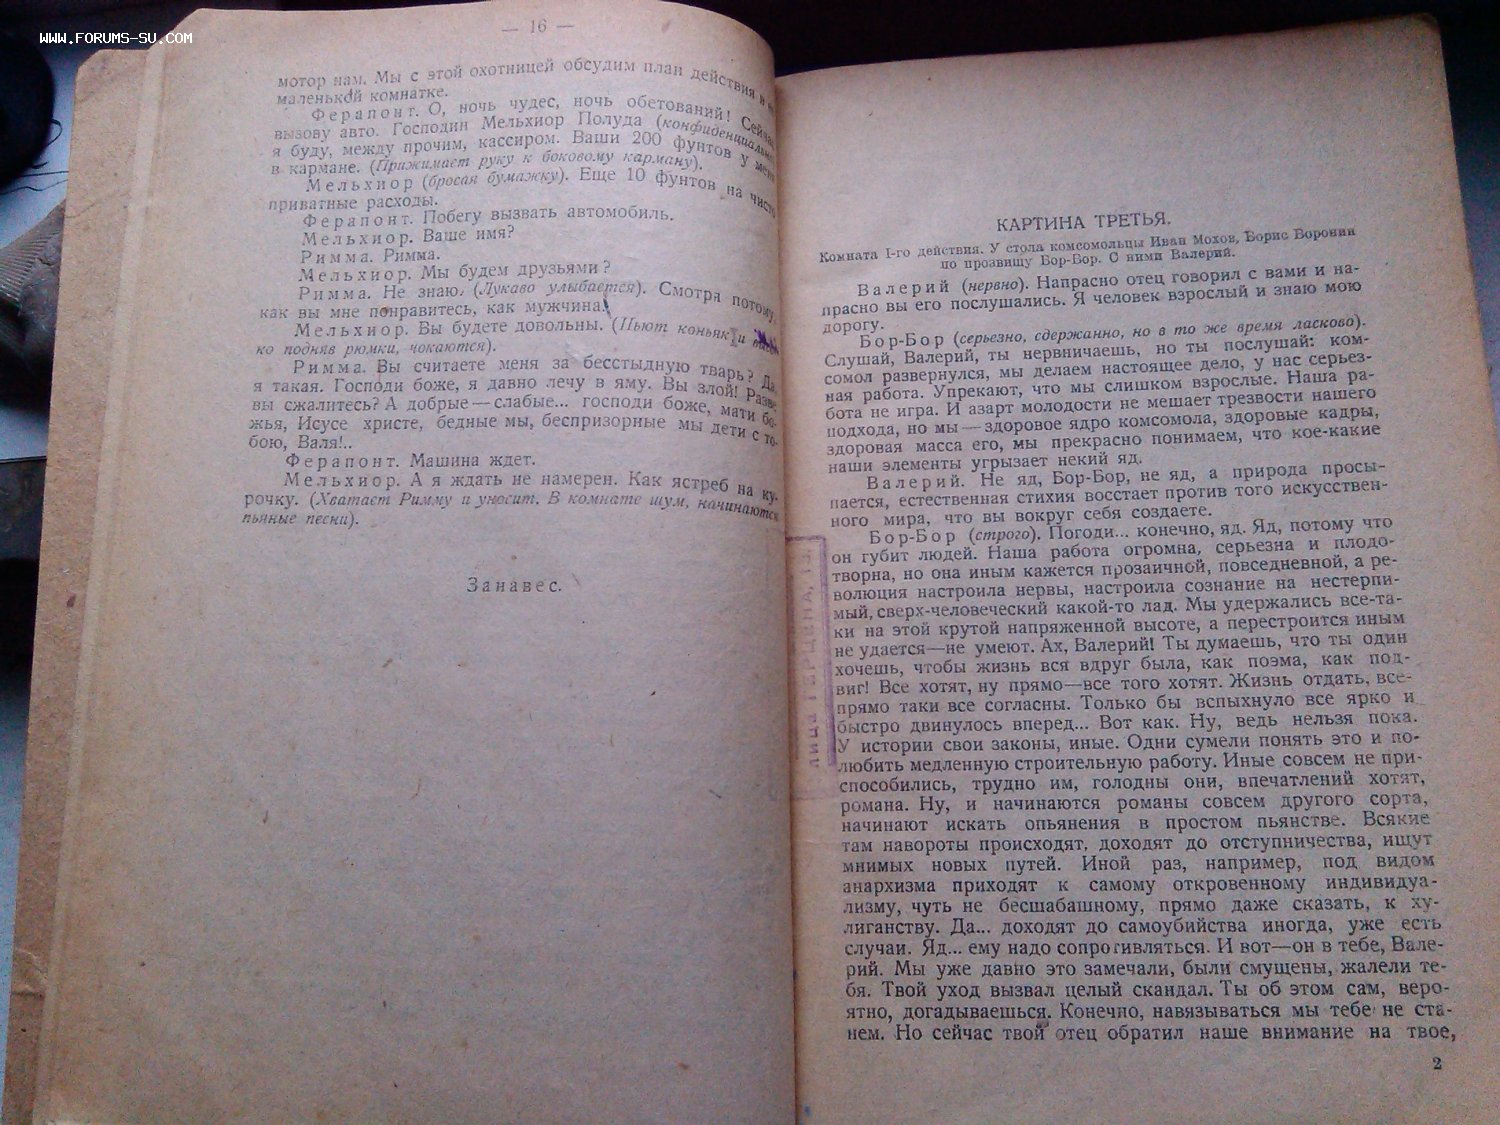 WWW.FORUMS-SU.COM
— 16 —
мотор нам. Мы с этой охотницей обсудим план действия в
маленькой комнатке.
Ферапонт. О, ночь чудес, ночь обетований! Сейчас
вызову авто. Господин Мельхиор Полуда (конфиденциально)
я буду, между прочим, кассиром. Ваши 200 фунтов у меня
в кармане. (Прижимает руку к боковому карману).
Мельхиор (бросая бумажку). Еще 10 фунтов на чисто
приватные расходы.
Ферапонт. Побегу вызвать автомобиль.
Мельхиор. Ваше имя?
Римма. Римма.
Мельхиор. Мы будем друзьями?
Римма. Не знаю. (Лукаво улыбается). Смотря потому,
как вы мне понравитесь, как мужчина.
Мельхиор. Вы будете довольны. (Пьют коньяк и
ко подняв рюмки, чокаются).
Римма. Вы считаете меня за бесстыдную тварь? Да,
я такая. Господи боже, я давно лечу в яму. Вы злой! Разве
вы сжалитесь? А добрые—слабые... господи боже, мати бо-
жья, Исусе христе, бедные мы, беспризорные мы дети с то-
бою, Валя!..
Ферапонт. Машина ждет.
Мельхиор. А я ждать не намерен. Как ястреб на ку-
рочку. (Хватает Римму и уносит. В комнате шум, начинаются
пьяные песни).
Занавес.
КАРТИНА ТРЕТЬЯ.
Комната I-го действия. У стола комсомольцы Иван Мохов, Борис Воронин
по прозвищу Бор-Бор. С ними Валерий.
Валерий (нервно). Напрасно отец говорил с вами и на-
прасно вы его послушались. Я человек взрослый и знаю мою
дорогу.
Бор-Бор (серьезно, сдержанно, но в то же время ласково).
Слушай, Валерий, ты нервничаешь, но ты послушай: ком-
сомол развернулся, мы делаем настоящее дело, у нас серьез-
ная работа. Упрекают, что мы слишком взрослые. Наша ра-
бота не игра. И азарт молодости не мешает трезвости нашего
подхода, но мы—здоровое ядро комсомола, здоровые кадры,
здоровая масса его, мы прекрасно понимаем, что кое-какие
наши элементы угрызает некий яд.
Валерий. Не яд, Бор-Бор, не яд, а природа просы-
пается, естественная стихия восстает против того искусствен-
ного мира, что вы вокруг себя создаете.
Бор-Бор (строго). Погоди... конечно, яд. Яд, потому что
он губит людей. Наша работа огромна, серьезна и плодо-
творна, но она иным кажется прозаичной, повседневной, а ре-
волюция настроила нервы, настроила сознание на нестерпи-
мый, сверх-человеческий какой-то лад. Мы удержались все-та-
ки на этой крутой напряженной высоте, а перестроится иным
не удается—не умеют. Ах, Валерий! Ты думаешь, что ты один
хочешь, чтобы жизнь вся вдруг была, как поэма, как под-
виг! Все хотят, ну прямо—все того хотят. Жизнь отдать, все-
прямо таки все согласны. Только бы вспыхнуло все ярко и
быстро двинулось вперед... Вот как. Ну, ведь нельзя пока.
У истории свои законы, иные. Одни сумели понять это и по-
любить медленную строительную работу. Иные совсем не при-
способились, трудно им, голодны они, впечатлений хотят,
романа. Ну, и начинаются романы совсем другого сорта,
начинают искать опьянения в простом пьянстве. Всякие
там навороты происходят, доходят до отступничества, ищут
мнимых новых путей. Иной раз, например, под видом
анархизма приходят к самому откровенному индивидуа-
лизму, чуть не бесшабашному, прямо даже сказать, к ху-
лиганству. Да... доходят до самоубийства иногда, уже есть
случаи. Яд... ему надо сопротивляться. И вот—он в тебе, Вале-
рий. Мы уже давно это замечали, были смущены, жалели те-
бя. Твой уход вызвал целый скандал. Ты об этом сам, веро-
ятно, догадываешься. Конечно, навязываться мы тебе не ста-
нем. Но сейчас твой отец обратил наше внимание на твое,
2